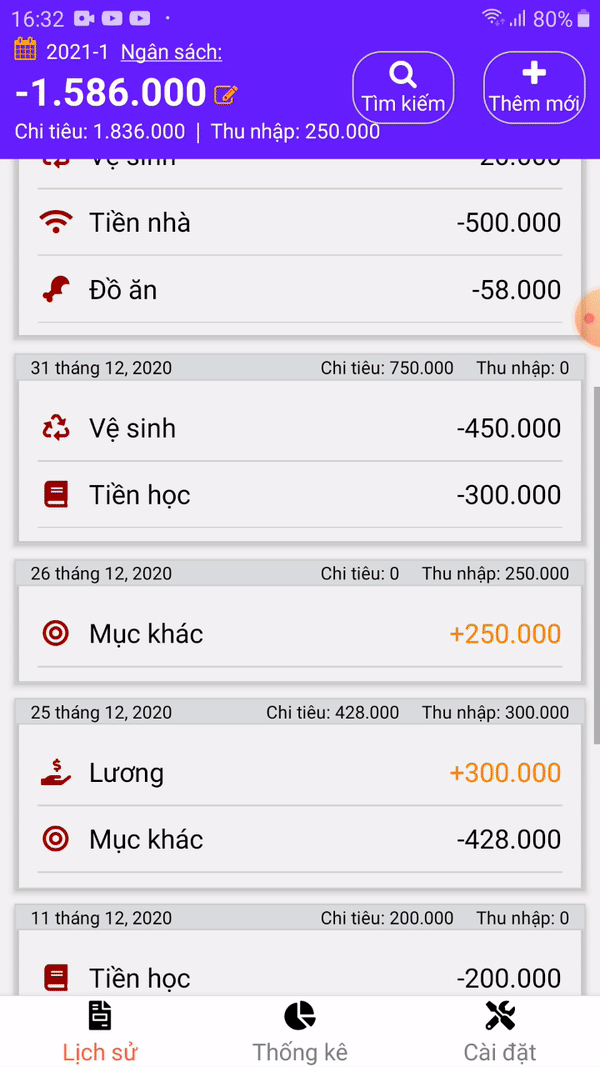 16:32 80%
2021-1 Ngân sách:
-1.586.000
Tìm kiếm
Thêm mới
Chi tiêu: 1.836.000 | Thu nhập: 250.000
Vệ sinh 20.000
Tiền nhà -500.000
Đồ ăn -58.000
31 tháng 12, 2020 Chi tiêu: 750.000 Thu nhập: 0
Vệ sinh -450.000
Tiền học -300.000
26 tháng 12, 2020 Chi tiêu: 0 Thu nhập: 250.000
Mục khác +250.000
25 tháng 12, 2020 Chi tiêu: 428.000 Thu nhập: 300.000
Lương +300.000
Mục khác -428.000
11 tháng 12, 2020 Chi tiêu: 200.000 Thu nhập: 0
Tiền học -200.000
Lịch sử Thống kê Cài đặt